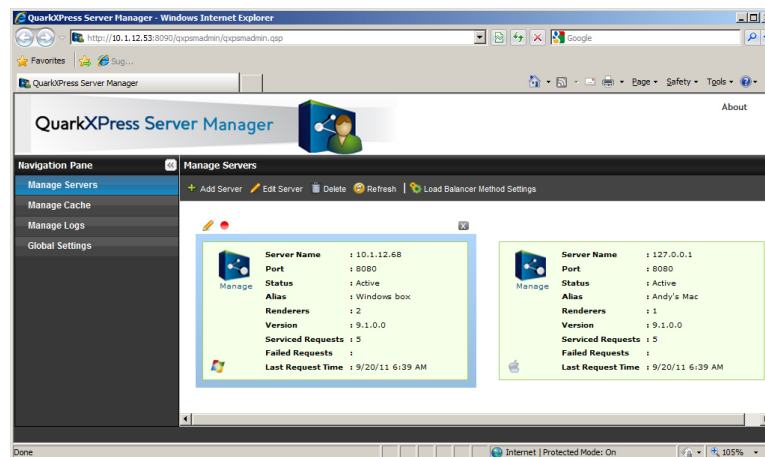 QuarkXPress Server Manager - Windows Internet Explorer
http://10.1.12.53:8090/qxpsmadmin/qxpsmadmin.qsp
Google
Favorites Sug...
QuarkXPress Server Manager
Page Safety Tools
QuarkXPress Server Manager
About
Navigation Pane
Manage Servers
Manage Servers
Add Server Edit Server Delete Refresh | Load Balancer Method Settings
Manage Cache
Manage Logs
Global Settings
Server Name : 10.1.12.68
Port : 8080
Status : Active
Alias : Windows box
Renderers : 2
Version : 9.1.0.0
Serviced Requests : 5
Failed Requests :
Last Request Time : 9/20/11 6:39 AM
Manage
Server Name : 127.0.0.1
Port : 8080
Status : Active
Alias : Andy's Mac
Renderers : 1
Version : 9.1.0.0
Serviced Requests : 5
Failed Requests :
Last Request Time : 9/20/11 6:39 AM
Manage
Done
Internet | Protected Mode: On
105%